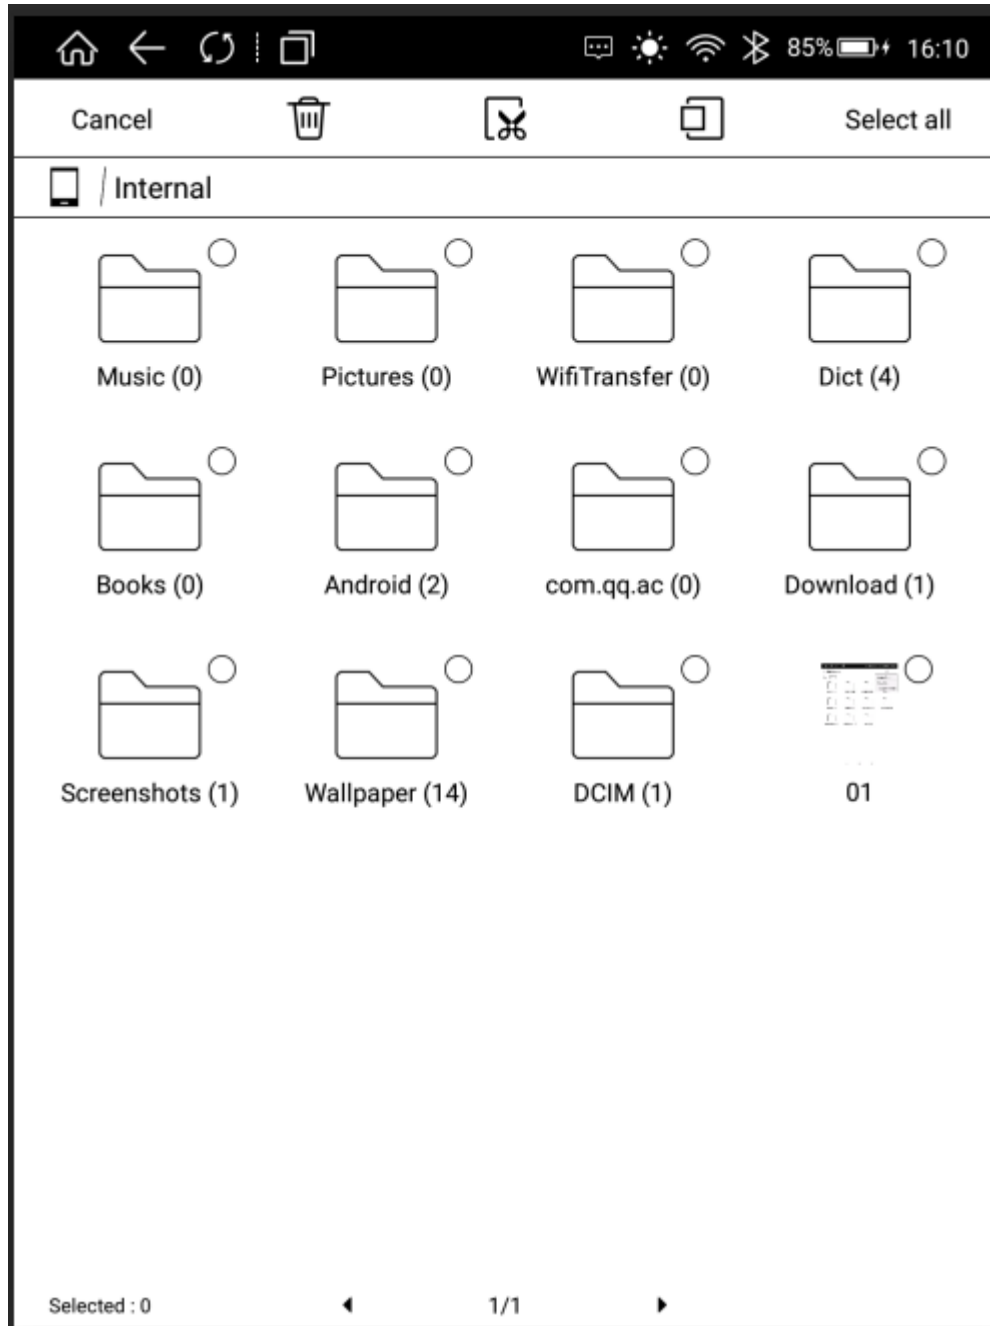 85% 16:10
Cancel Select all
/Internal
Music (0) Pictures (0) WifiTransfer (0) Dict (4)
Books (0) Android (2) com.qq.ac (0) Download (1)
Screenshots (1) Wallpaper (14) DCIM (1) 01
Selected : 0 1/1